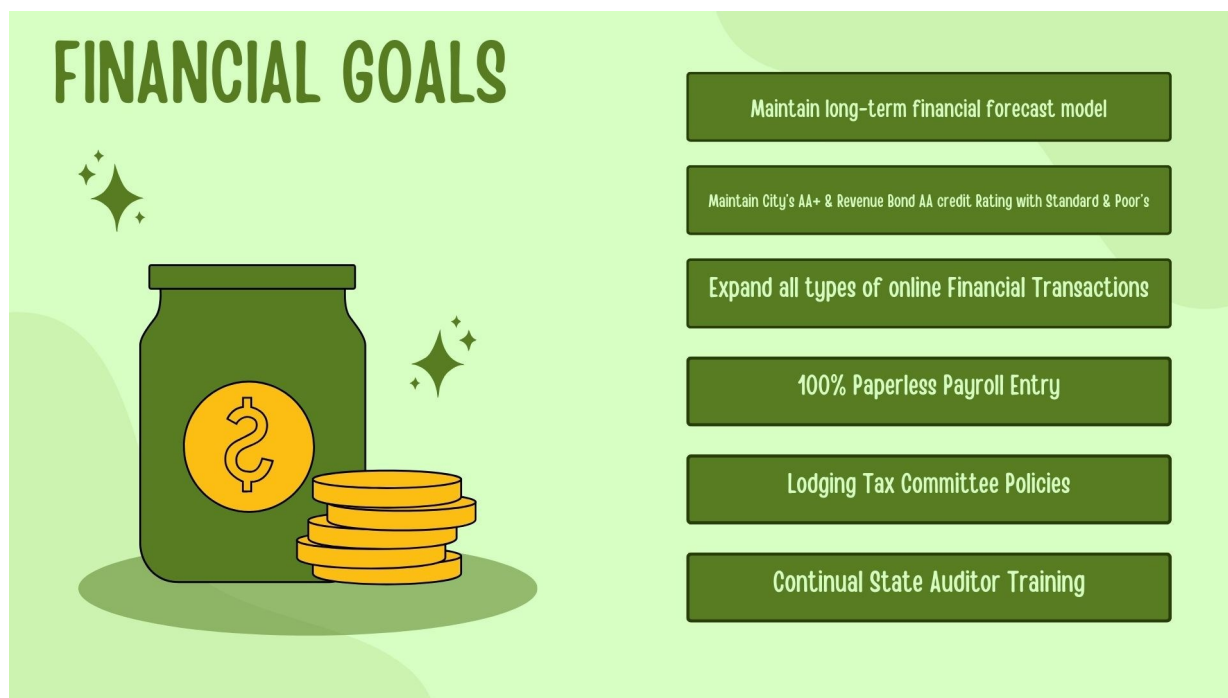 FINANCIAL GOALS
Maintain long-term financial forecast model
Maintain City's AA+ & Revenue Bond AA credit Rating with Standard & Poor's
Expand all types of online Financial Transactions
100% Paperless Payroll Entry
Lodging Tax Committee Policies
Continual State Auditor Training